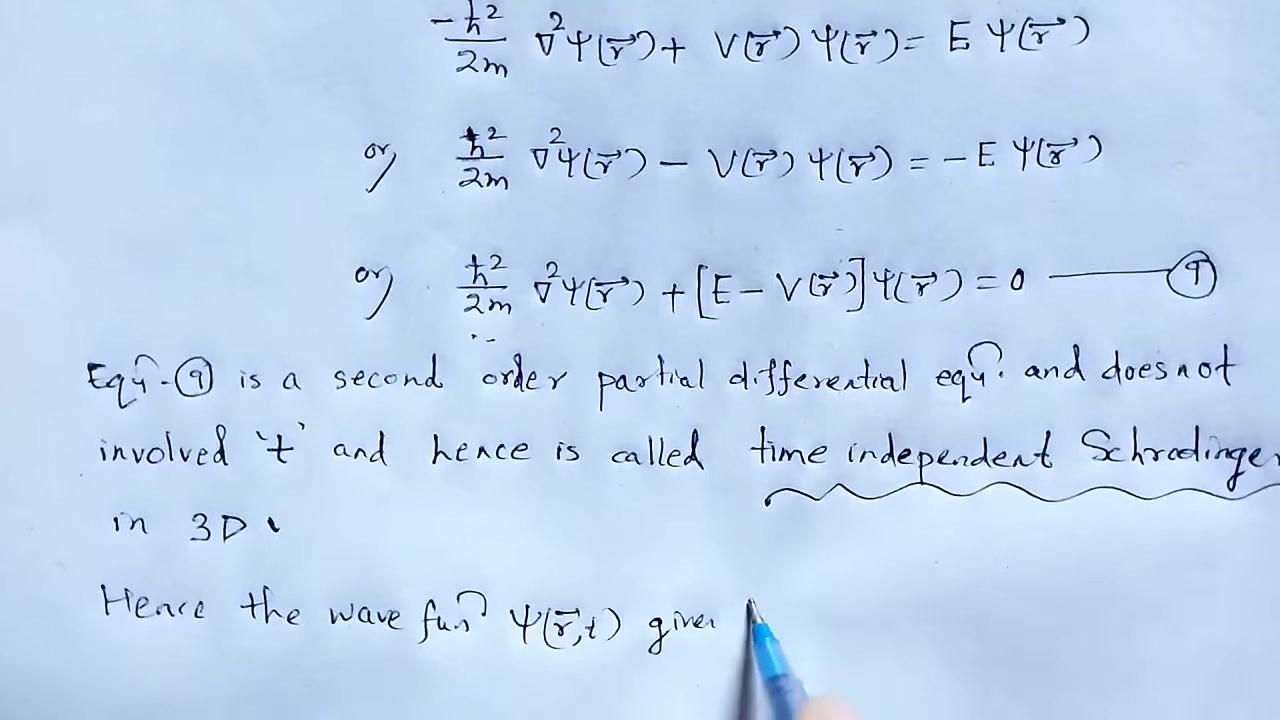 -ħ²/2m ∇²Ψ(r⃗) + V(r⃗) Ψ(r⃗) = E Ψ(r⃗)
or, ħ²/2m ∇²Ψ(r⃗) - V(r⃗) Ψ(r⃗) = -E Ψ(r⃗)
or, ħ²/2m ∇²Ψ(r⃗) + [E - V(r⃗)] Ψ(r⃗) = 0 —— (9)
Eqn. (9) is a second order partial differential eqn. and does not
involved 't' and hence is called time independent Schrodinger
in 3D.
Hence the wave fun Ψ(r⃗,t) given